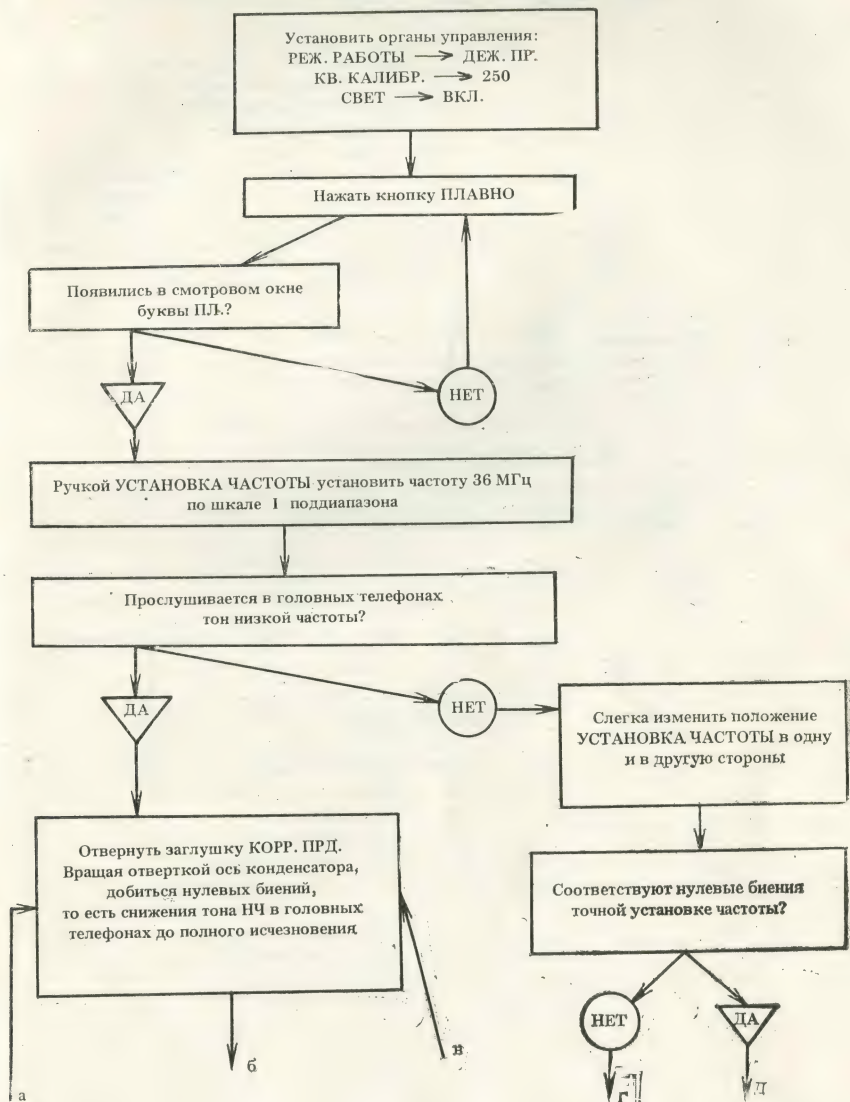 Установить органы управления:
РЕЖ. РАБОТЫ → ДЕЖ. ПР.
КВ. КАЛИБР. → 250
СВЕТ → ВКЛ.
Нажать кнопку ПЛАВНО
Появились в смотровом окне
буквы ПЛ.?
ДА
НЕТ
Ручкой УСТАНОВКА ЧАСТОТЫ установить частоту 36 МГц
по шкале I поддиапазона
Прослушивается в головных телефонах
тон низкой частоты?
ДА
НЕТ
Слегка изменить положение
УСТАНОВКА ЧАСТОТЫ в одну
и в другую стороны
Отвернуть заглушку КОРР. ПРД.
Вращая отверткой ось конденсатора,
добиться нулевых биений,
то есть снижения тона НЧ в головных
телефонах до полного исчезновения
Соответствуют нулевые биения
точной установке частоты?
НЕТ
ДА
а
б
в
г
д